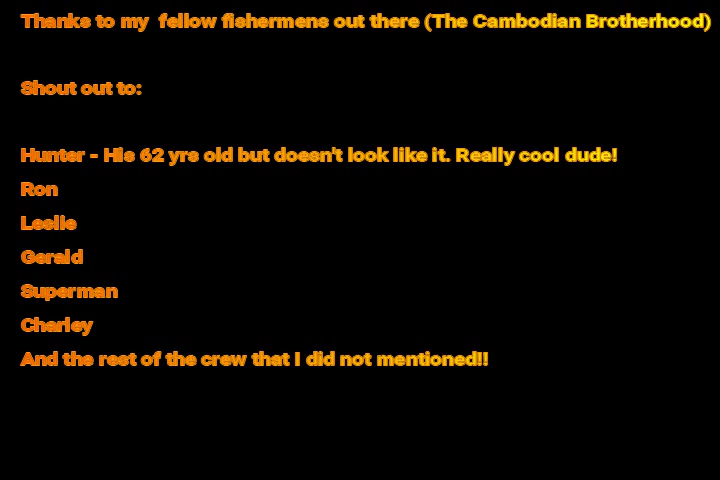 Thanks to my  fellow fishermens out there (The Cambodian Brotherhood)
Shout out to:
Hunter - His 62 yrs old but doesn't look like it. Really cool dude!
Ron
Leslie
Gerald
Superman
Charley
And the rest of the crew that I did not mentioned!!